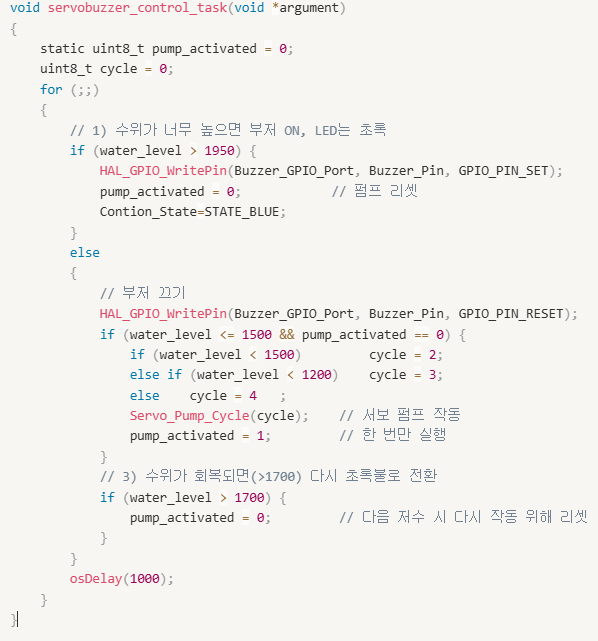 void servobuzzer_control_task(void *argument)
{
    static uint8_t pump_activated = 0;
    uint8_t cycle = 0;
    for (;;)
    {
        // 1) 수위가 너무 높으면 부저 ON, LED는 초록
        if (water_level > 1950) {
            HAL_GPIO_WritePin(Buzzer_GPIO_Port, Buzzer_Pin, GPIO_PIN_SET);
            pump_activated = 0;            // 펌프 리셋
            Contion_State=STATE_BLUE;
        }
        else
        {
            // 부저 끄기
            HAL_GPIO_WritePin(Buzzer_GPIO_Port, Buzzer_Pin, GPIO_PIN_RESET);
            if (water_level <= 1500 && pump_activated == 0) {
                if (water_level < 1500)         cycle = 2;
                else if (water_level < 1200)    cycle = 3;
                else    cycle = 4   ;
                Servo_Pump_Cycle(cycle);    // 서보 펌프 작동
                pump_activated = 1;         // 한 번만 실행
            }
            // 3) 수위가 회복되면(>1700) 다시 초록불로 전환
            if (water_level > 1700) {
                pump_activated = 0;         // 다음 저수 시 다시 작동 위해 리셋
            }
        }
        osDelay(1000);
    }
}